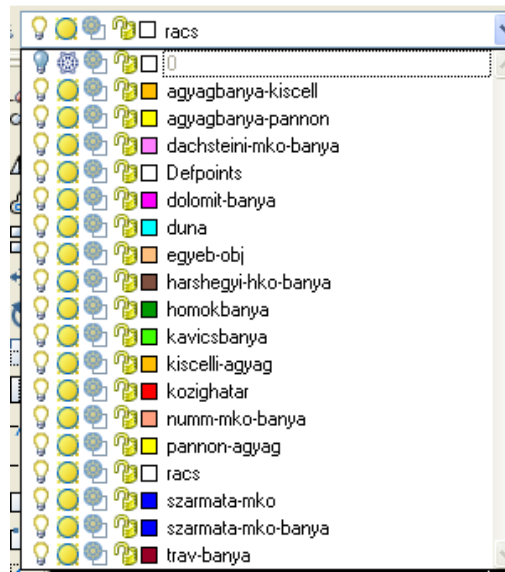 racs
0
agyagbanya-kiscell
agyagbanya-pannon
dachsteini-mko-banya
Defpoints
dolomit-banya
duna
egyeb-obj
harshegyi-hko-banya
homokbanya
kavicsbanya
kiscelli-agyag
kozighatar
numm-mko-banya
pannon-agyag
racs
szarmata-mko
szarmata-mko-banya
trav-banya